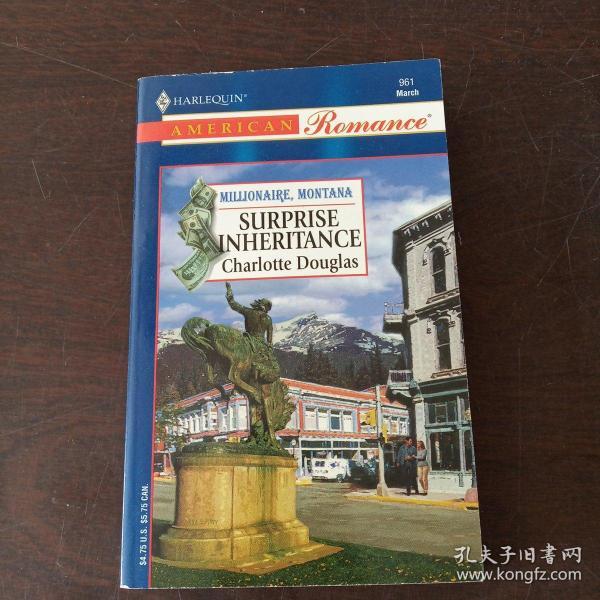 961
March
HARLEQUIN®
AMERICAN Romance®
MILLIONAIRE, MONTANA
SURPRISE
INHERITANCE
Charlotte Douglas
$4.75 U.S. $5.75 CAN.
孔夫子旧书网
www.kongfz.com